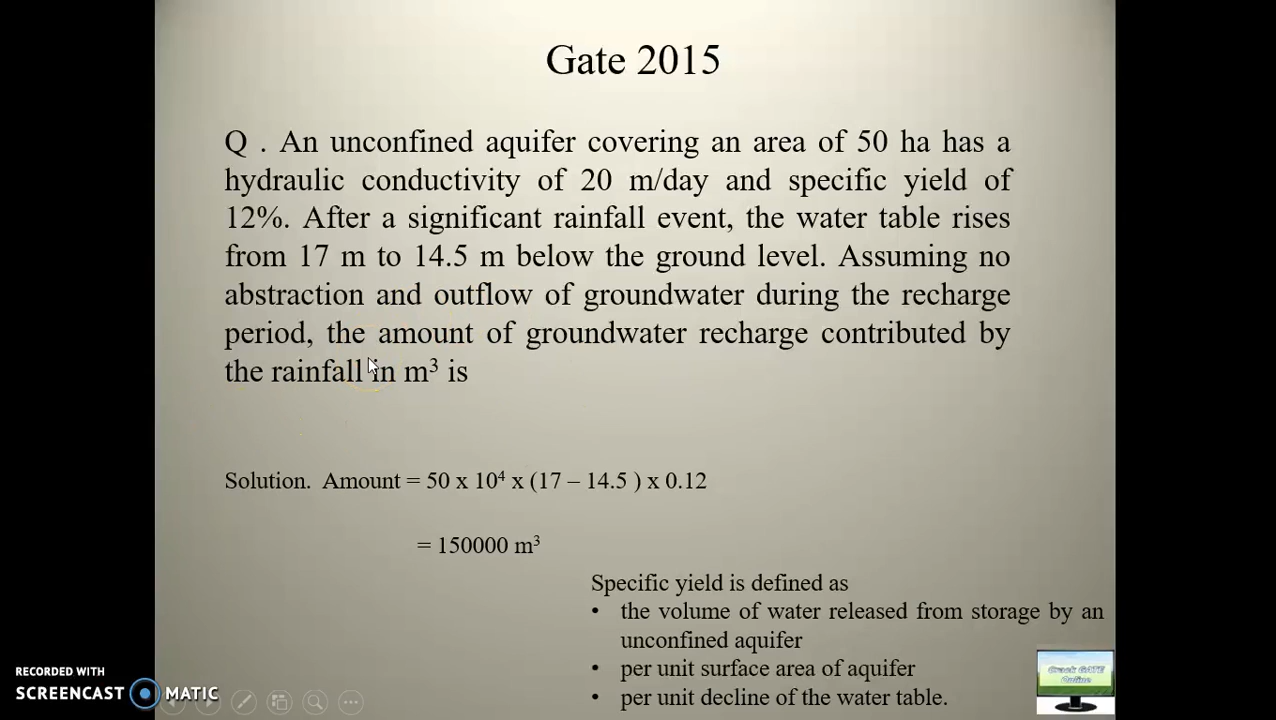 Gate 2015
Q . An unconfined aquifer covering an area of 50 ha has a
hydraulic conductivity of 20 m/day and specific yield of
12%. After a significant rainfall event, the water table rises
from 17 m to 14.5 m below the ground level. Assuming no
abstraction and outflow of groundwater during the recharge
period, the amount of groundwater recharge contributed by
the rainfall in m³ is
Solution. Amount = 50 x 10⁴ x (17 – 14.5 ) x 0.12
= 150000 m³
Specific yield is defined as
• the volume of water released from storage by an
unconfined aquifer
• per unit surface area of aquifer
• per unit decline of the water table.
RECORDED WITH
SCREENCAST MATIC
Crack GATE
Online